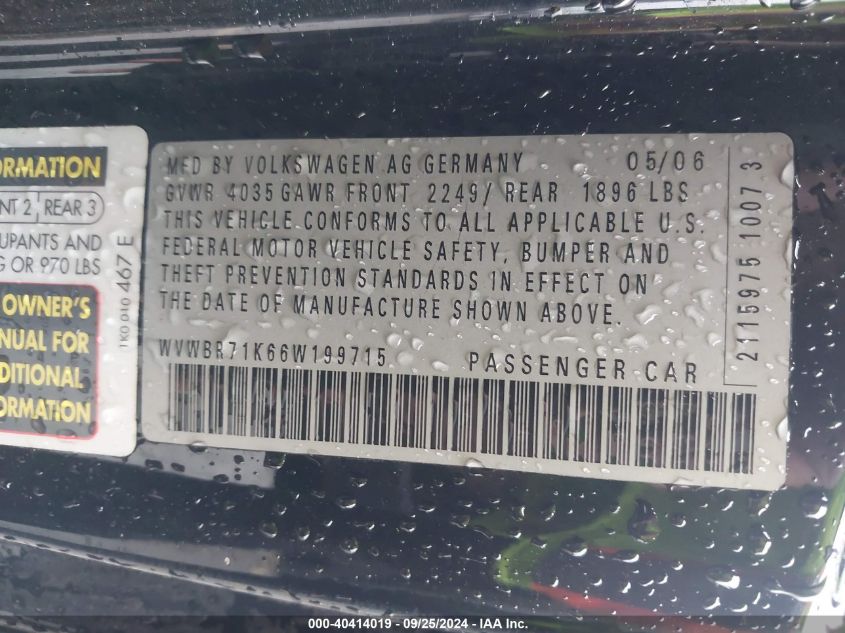 ORMATION
NT 2 REAR 3
UPANTS AND
G OR 970 LBS
OWNER'S
NUAL FOR
DITIONAL
ORMATION
1K0 010 467 E
MFD BY VOLKSWAGEN AG GERMANY 05/06
GVWR 4035 GAWR FRONT 2249/ REAR 1896 LBS
THIS VEHICLE CONFORMS TO ALL APPLICABLE U.S.
FEDERAL MOTOR VEHICLE SAFETY, BUMPER AND
THEFT PREVENTION STANDARDS IN EFFECT ON
THE DATE OF MANUFACTURE SHOWN ABOVE.
WVWBR71K66W199715 PASSENGER CAR
2115975 1007 3
000-40414019 - 09/25/2024 - IAA Inc.